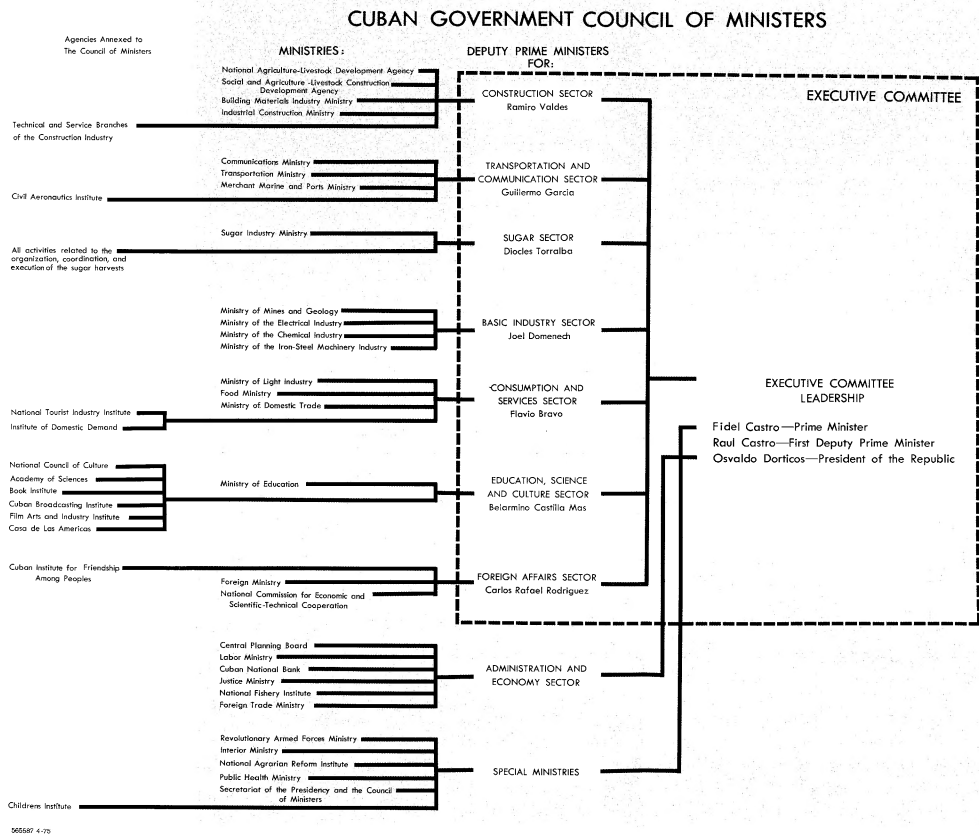 CUBAN GOVERNMENT COUNCIL OF MINISTERS
Agencies Annexed to
The Council of Ministers
MINISTRIES:
DEPUTY PRIME MINISTERS
FOR:
EXECUTIVE COMMITTEE
National Agriculture-Livestock Development Agency
Social and Agriculture -Livestock Construction
Development Agency
Building Materials Industry Ministry
Industrial Construction Ministry
Technical and Service Branches
of the Construction Industry
CONSTRUCTION SECTOR
Ramiro Valdes
Communications Ministry
Transportation Ministry
Merchant Marine and Ports Ministry
Civil Aeronautics Institute
TRANSPORTATION AND
COMMUNICATION SECTOR
Guillermo Garcia
Sugar Industry Ministry
All activities related to the
organization, coordination, and
execution of the sugar harvests
SUGAR SECTOR
Diocles Torralba
Ministry of Mines and Geology
Ministry of the Electrical Industry
Ministry of the Chemical Industry
Ministry of the Iron-Steel Machinery Industry
BASIC INDUSTRY SECTOR
Joel Domenech
Ministry of Light Industry
Food Ministry
Ministry of Domestic Trade
National Tourist Industry Institute
Institute of Domestic Demand
CONSUMPTION AND
SERVICES SECTOR
Flavio Bravo
EXECUTIVE COMMITTEE
LEADERSHIP
Fidel Castro—Prime Minister
Raul Castro—First Deputy Prime Minister
Osvaldo Dorticos—President of the Republic
National Council of Culture
Academy of Sciences
Book Institute
Cuban Broadcasting Institute
Film Arts and Industry Institute
Casa de Las Americas
Ministry of Education
EDUCATION, SCIENCE
AND CULTURE SECTOR
Belarmino Castilla Mas
Cuban Institute for Friendship
Among Peoples
Foreign Ministry
National Commission for Economic and
Scientific-Technical Cooperation
FOREIGN AFFAIRS SECTOR
Carlos Rafael Rodriguez
Central Planning Board
Labor Ministry
Cuban National Bank
Justice Ministry
National Fishery Institute
Foreign Trade Ministry
ADMINISTRATION AND
ECONOMY SECTOR
Revolutionary Armed Forces Ministry
Interior Ministry
National Agrarian Reform Institute
Public Health Ministry
Secretariat of the Presidency and the Council
of Ministers
Childrens Institute
SPECIAL MINISTRIES
565587 4-75